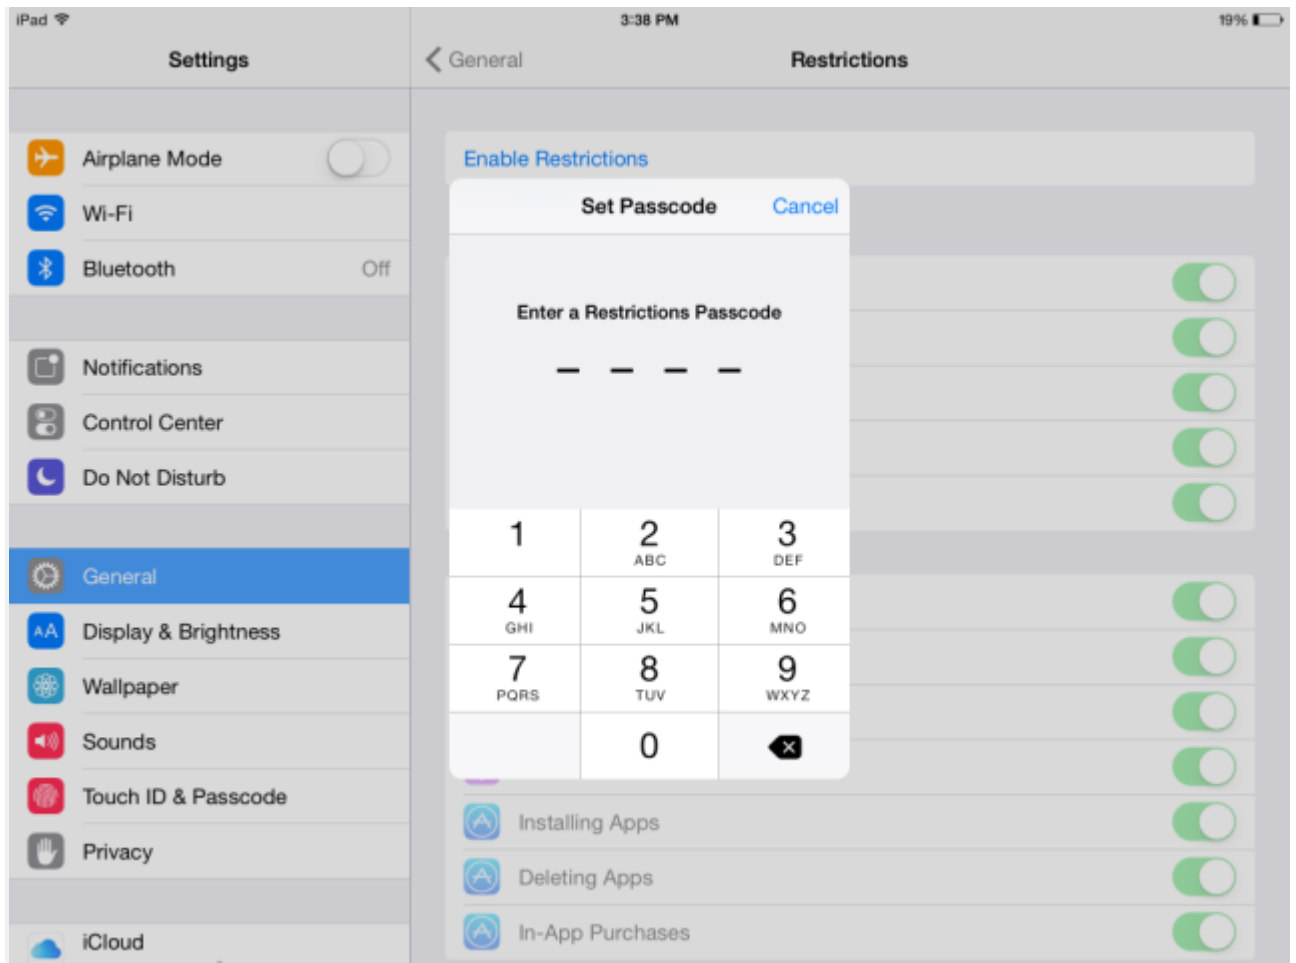 iPad 3:38 PM 19%
Settings
General Restrictions
Airplane Mode
Wi-Fi
Bluetooth Off
Notifications
Control Center
Do Not Disturb
General
Display & Brightness
Wallpaper
Sounds
Touch ID & Passcode
Privacy
iCloud
Enable Restrictions
Set Passcode Cancel
Enter a Restrictions Passcode
1 2 3
ABC DEF
4 5 6
GHI JKL MNO
7 8 9
PQRS TUV WXYZ
0
Installing Apps
Deleting Apps
In-App Purchases